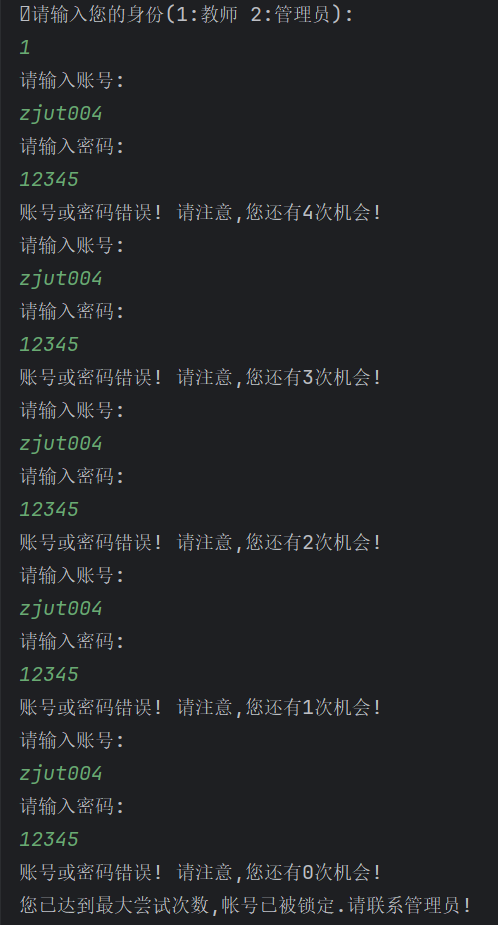 请输入您的身份(1:教师 2:管理员):
1
请输入账号:
zjut004
请输入密码:
12345
账号或密码错误! 请注意,您还有4次机会!
请输入账号:
zjut004
请输入密码:
12345
账号或密码错误! 请注意,您还有3次机会!
请输入账号:
zjut004
请输入密码:
12345
账号或密码错误! 请注意,您还有2次机会!
请输入账号:
zjut004
请输入密码:
12345
账号或密码错误! 请注意,您还有1次机会!
请输入账号:
zjut004
请输入密码:
12345
账号或密码错误! 请注意,您还有0次机会!
您已达到最大尝试次数,帐号已被锁定.请联系管理员!